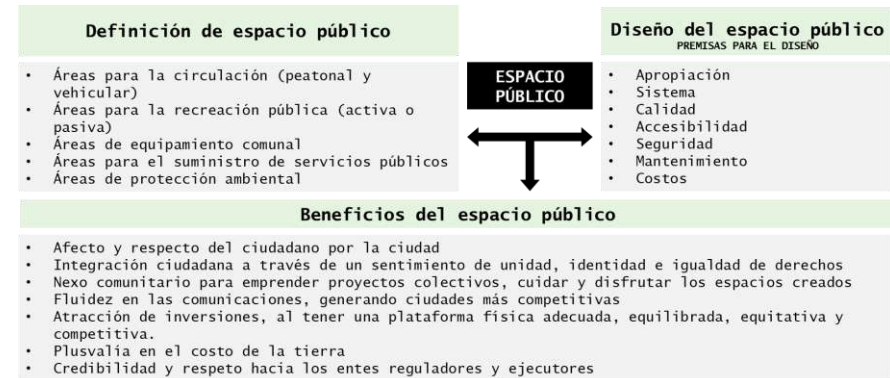 Definición de espacio público
• Áreas para la circulación (peatonal y
vehicular)
• Áreas para la recreación pública (activa o
pasiva)
• Áreas de equipamiento comunal
• Áreas para el suministro de servicios públicos
• Áreas de protección ambiental
ESPACIO
PÚBLICO
Diseño del espacio público
PREMISAS PARA EL DISEÑO
• Apropiación
• Sistema
• Calidad
• Accesibilidad
• Seguridad
• Mantenimiento
• Costos
Beneficios del espacio público
• Afecto y respecto del ciudadano por la ciudad
• Integración ciudadana a través de un sentimiento de unidad, identidad e igualdad de derechos
• Nexo comunitario para emprender proyectos colectivos, cuidar y disfrutar los espacios creados
• Fluidez en las comunicaciones, generando ciudades más competitivas
• Atracción de inversiones, al tener una plataforma física adecuada, equilibrada, equitativa y
competitiva.
• Plusvalía en el costo de la tierra
• Credibilidad y respeto hacia los entes reguladores y ejecutores